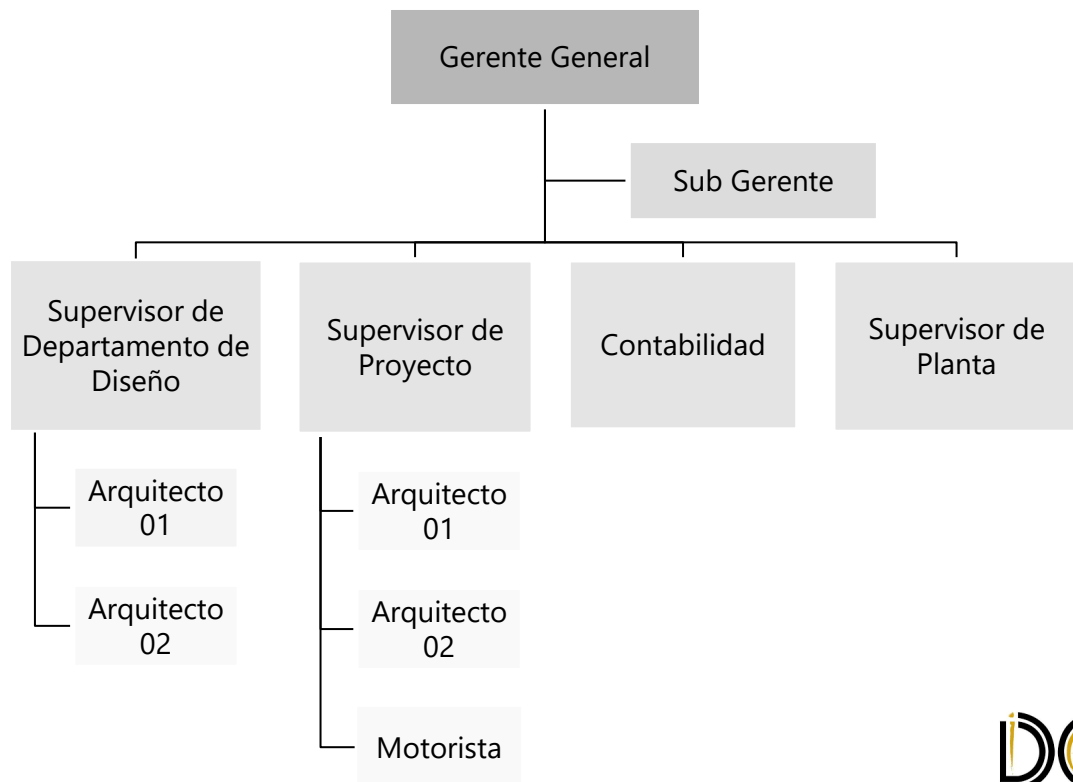 Gerente General
Sub Gerente
Supervisor de
Departamento de
Diseño
Supervisor de
Proyecto
Contabilidad
Supervisor de
Planta
Arquitecto
01
Arquitecto
02
Arquitecto
01
Arquitecto
02
Motorista